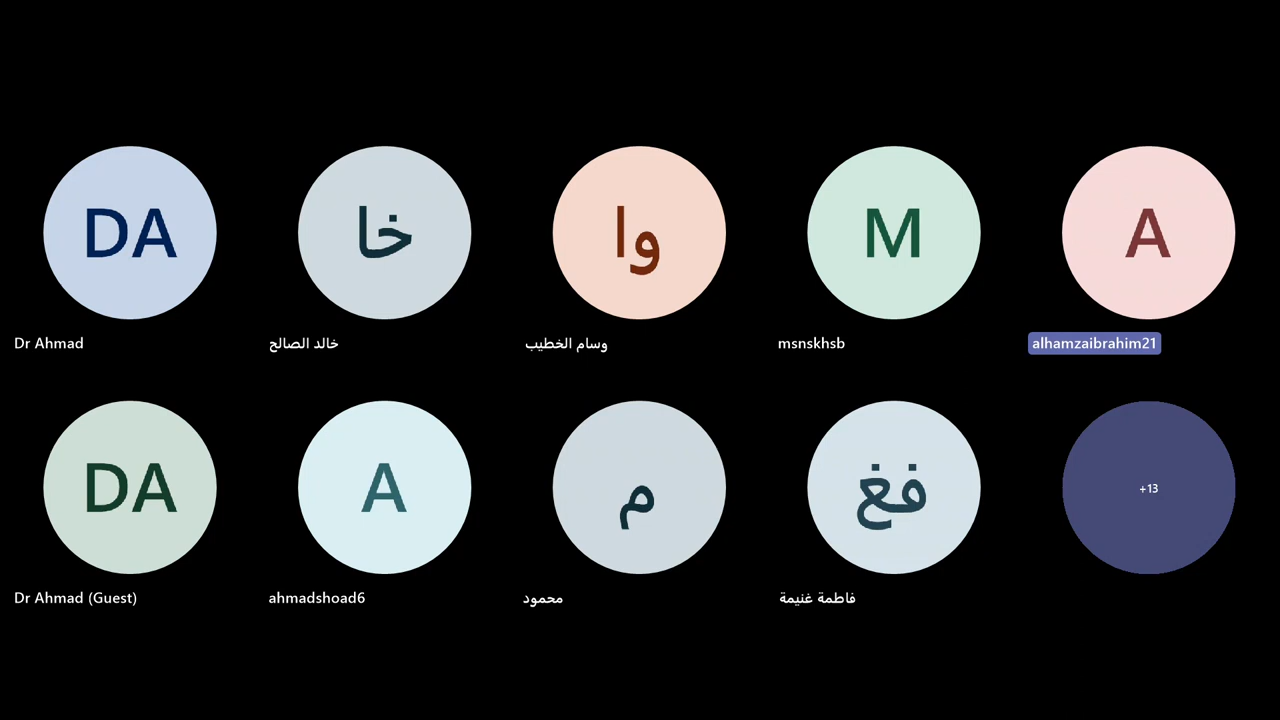 DA
خا
وا
M
A
Dr Ahmad
خالد الصالح
وسام الخطيب
msnskhsb
alhamzaibrahim21
DA
A
م
فغ
+13
Dr Ahmad (Guest)
ahmadshoad6
محمود
فاطمة غنيمة